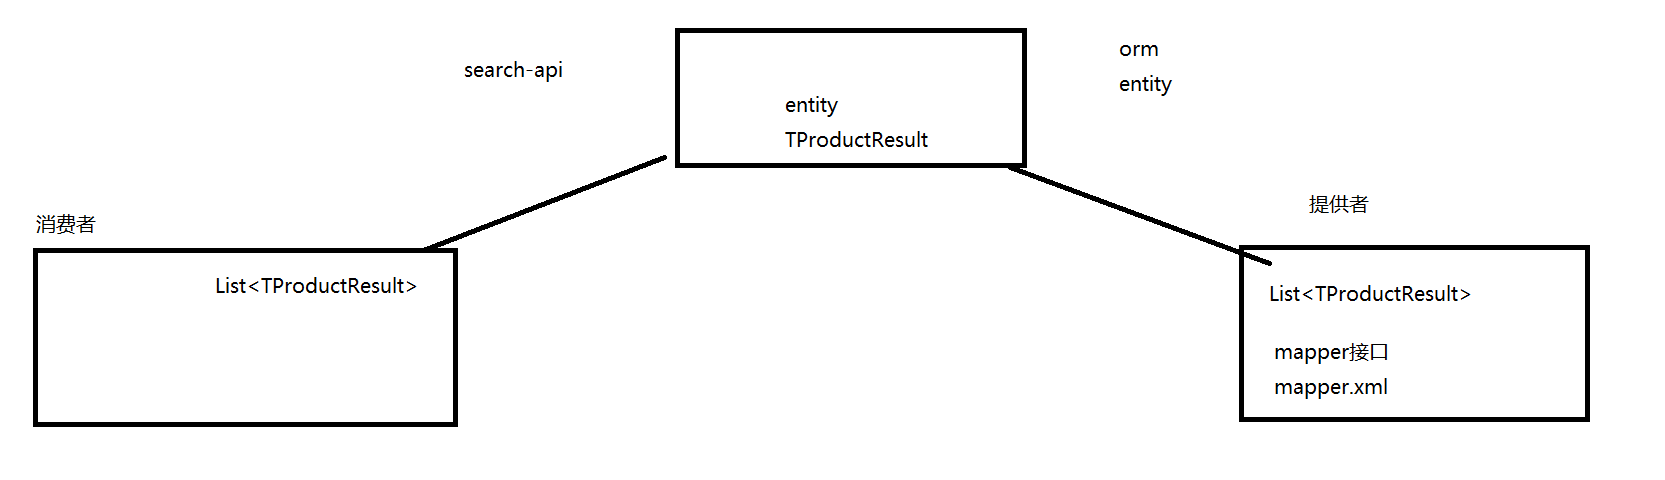 orm
search-api
entity
entity
TProductResult
提供者
消费者
List<TProductResult>
List<TProductResult>
mapper接口
mapper.xml